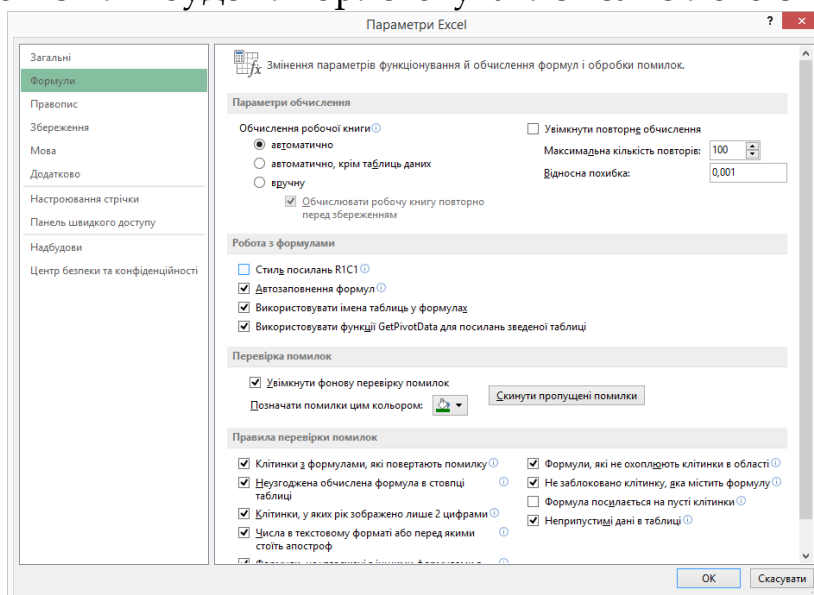 Параметри Excel
? ×
Загальні
Формули
Правопис
Збереження
Мова
Додатково
Настроювання стрічки
Панель швидкого доступу
Надбудови
Центр безпеки та конфіденційності
Змінення параметрів функціонування й обчислення формул і обробки помилок.
Параметри обчислення
Обчислення робочої книги
автоматично
автоматично, крім таблиць даних
вручну
Обчислювати робочу книгу повторно
перед збереженням
Увімкнути повторне обчислення
Максимальна кількість повторів: 100
Відносна похибка: 0,001
Робота з формулами
Стиль посилань R1C1
Автозаповнення формул
Використовувати імена таблиць у формулах
Використовувати функції GetPivotData для посилань зведеної таблиці
Перевірка помилок
Увімкнути фонову перевірку помилок
Позначати помилки цим кольором:
Скинути пропущені помилки
Правила перевірки помилок
Клітинки з формулами, які повертають помилку
Неузгоджена обчислена формула в стовпці
таблиці
Клітинки, у яких рік зображено лише 2 цифрами
Числа в текстовому форматі або перед якими
стоїть апостроф
Формули, які не охоплюють клітинки в області
Не заблоковано клітинку, яка містить формулу
Формула посилається на пусті клітинки
Неприпустимі дані в таблиці
ОК
Скасувати